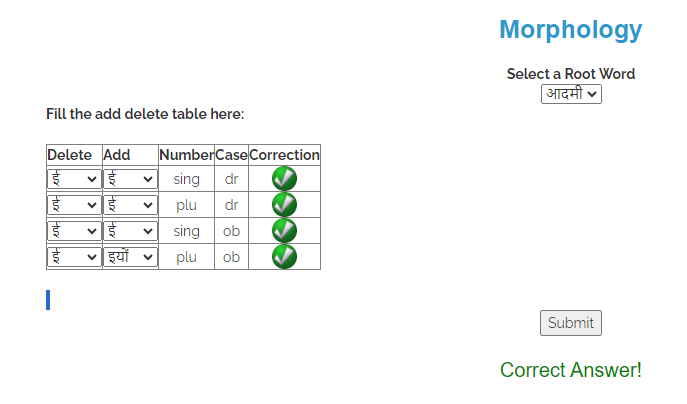 Morphology
Select a Root Word
आदमी
Fill the add delete table here:
Delete Add Number Case Correction
ई ई sing dr
ई ई plu dr
ई ई sing ob
ई इयों plu ob
Submit
Correct Answer!